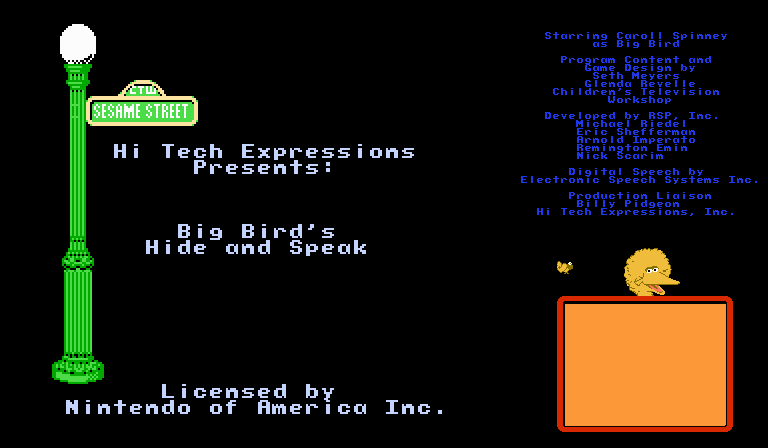 CTW
SESAME STREET
Hi Tech Expressions
Presents:
Big Bird's
Hide and Speak
Licensed by
Nintendo of America Inc.
Starring Caroll Spinney
as Big Bird
Program Content and
Game Design by
Seth Meyers
Glenda Revelle
Children's Television
Workshop
Developed by RSP, Inc.
Michael Riedel
Eric Shefferman
Arnold Imperato
Remington Emin
Nick Scarim
Digital Speech by
Electronic Speech Systems Inc.
Production Liaison
Billy Pidgeon
Hi Tech Expressions, Inc.